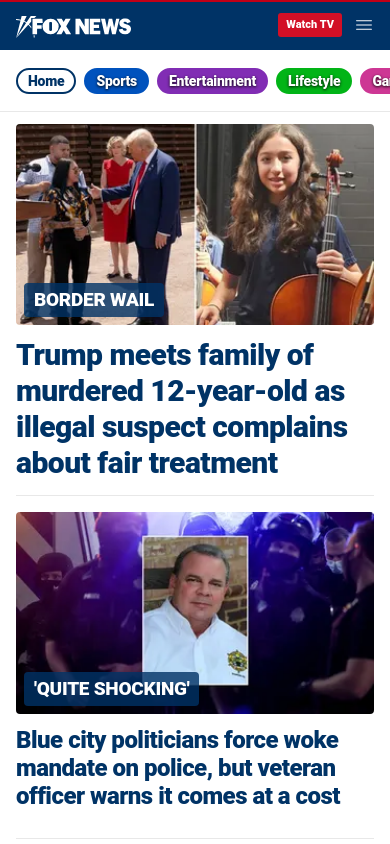 FOX NEWS
Watch TV
Home
Sports
Entertainment
Lifestyle
Ga
BORDER WAIL
Trump meets family of
murdered 12-year-old as
illegal suspect complains
about fair treatment
'QUITE SHOCKING'
Blue city politicians force woke
mandate on police, but veteran
officer warns it comes at a cost